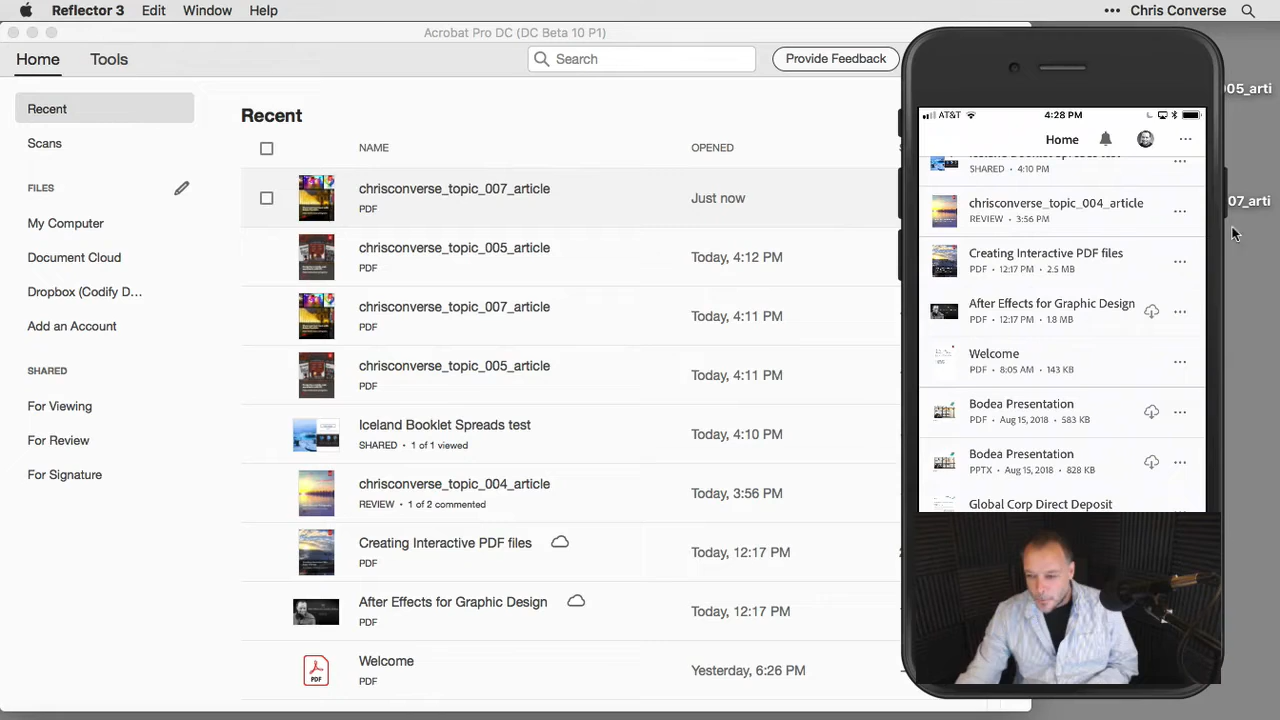 Reflector 3 Edit Window Help
••• Chris Converse
Acrobat Pro DC (DC Beta 10 P1)
Home Tools
Search
Provide Feedback
Recent
Scans
FILES
My Computer
Document Cloud
Dropbox (Codify D...
Add an Account
SHARED
For Viewing
For Review
For Signature
Recent
NAME OPENED
chrisconverse_topic_007_article
PDF
Just now
chrisconverse_topic_005_article
PDF
Today, 4:12 PM
chrisconverse_topic_007_article
PDF
Today, 4:11 PM
chrisconverse_topic_005_article
PDF
Today, 4:11 PM
Iceland Booklet Spreads test
SHARED • 1 of 1 viewed
Today, 4:10 PM
chrisconverse_topic_004_article
REVIEW • 1 of 2 commented
Today, 3:56 PM
Creating Interactive PDF files
PDF
Today, 12:17 PM
After Effects for Graphic Design
PDF
Today, 12:17 PM
Welcome
PDF
Yesterday, 6:26 PM
PDF
AT&T 4:28 PM
Home
•••
SHARED • 4:10 PM
chrisconverse_topic_004_article
REVIEW • 3:56 PM
Creating Interactive PDF files
PDF • 12:17 PM • 2.5 MB
After Effects for Graphic Design
PDF • 12:17 PM • 1.8 MB
Welcome
PDF • 8:05 AM • 143 KB
Bodea Presentation
PDF • Aug 15, 2018 • 583 KB
Bodea Presentation
PPTX • Aug 15, 2018 • 828 KB
Global Corp Direct Deposit
005_arti
07_arti